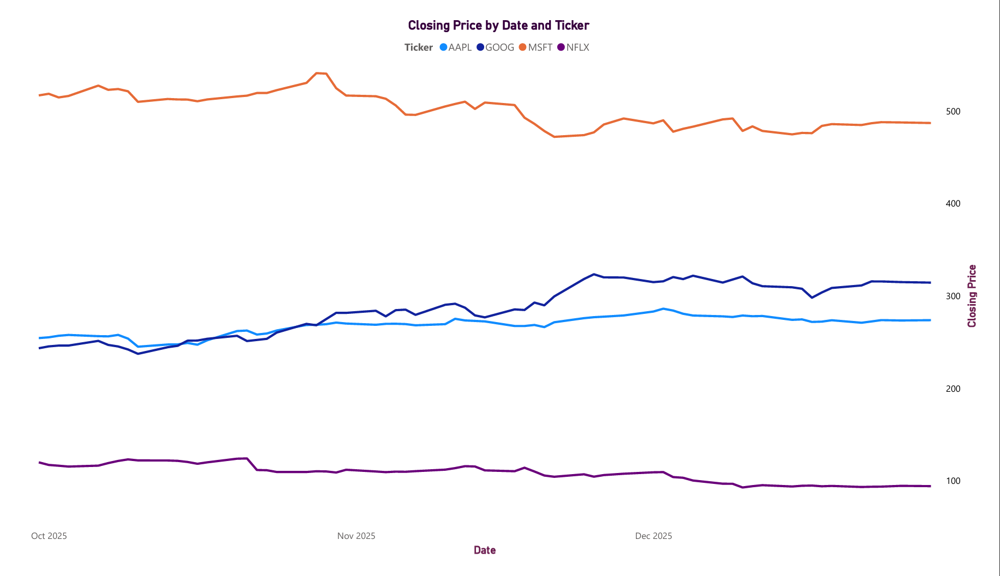 Closing Price by Date and Ticker
Ticker AAPL GOOG MSFT NFLX
500
400
300
200
100
Closing Price
Oct 2025 Nov 2025 Dec 2025
Date